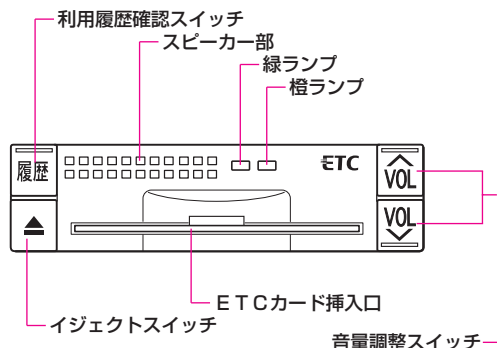 利用履歴確認スイッチ
スピーカー部
緑ランプ
橙ランプ
履歴
ETC
VOL
VOL
ＥＴＣカード挿入口
イジェクトスイッチ
音量調整スイッチ